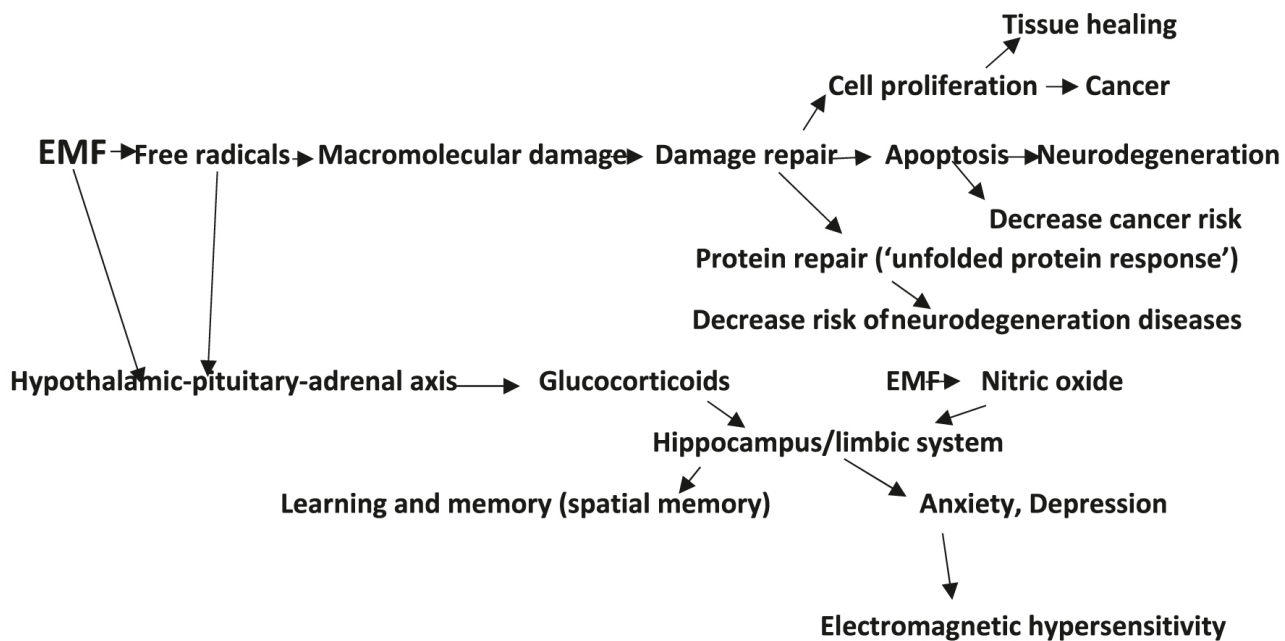 Tissue healing
Cell proliferation Cancer
EMF Free radicals Macromolecular damage Damage repair Apoptosis Neurodegeneration
Decrease cancer risk
Protein repair (‘unfolded protein response’)
Decrease risk of neurodegeneration diseases
Hypothalamic-pituitary-adrenal axis Glucocorticoids EMF Nitric oxide
Hippocampus/limbic system
Learning and memory (spatial memory) Anxiety, Depression
Electromagnetic hypersensitivity